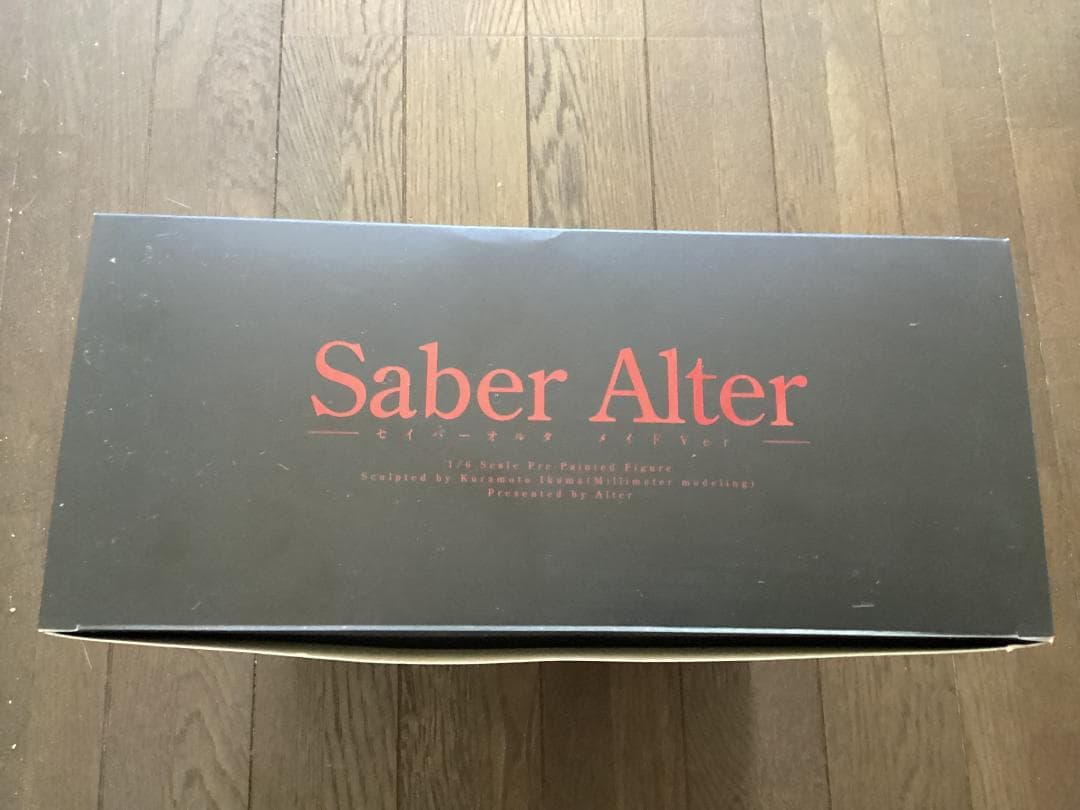 Saber Alter
セイバーオルタ メイドVer
1/6 Scale Pre-Painted Figure
Sculpted by Kuramoto Ikuma(Millimeter modeling)
Presented by Alter